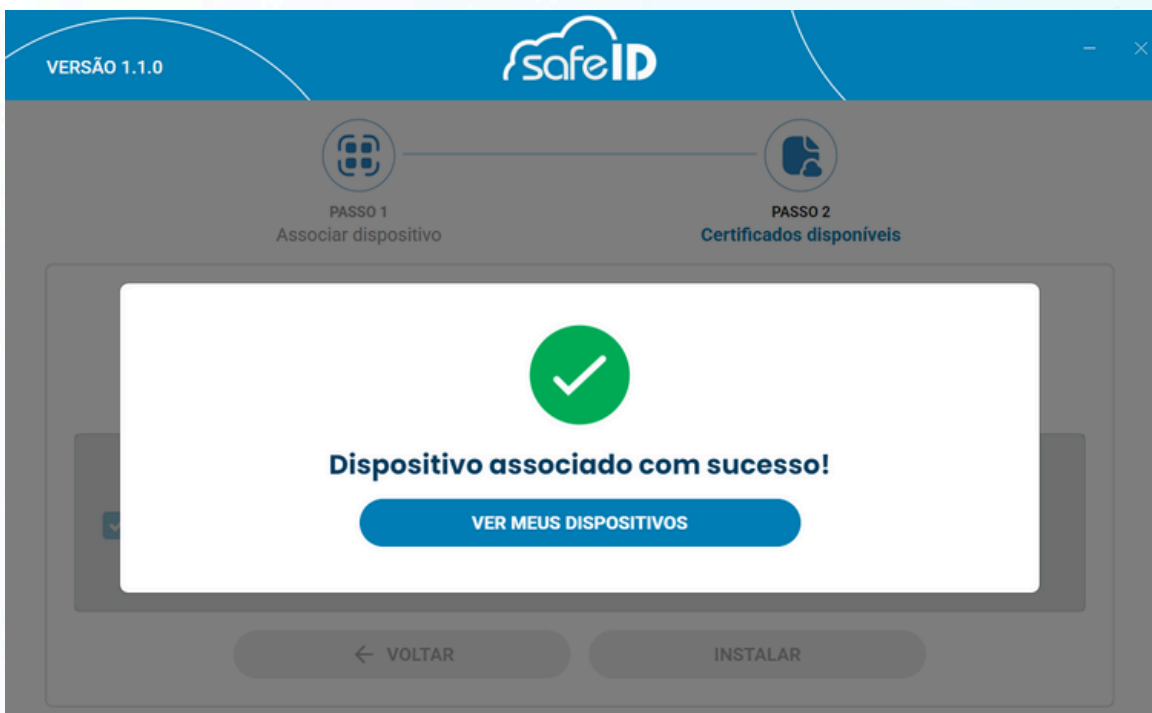 VERSÃO 1.1.0
safeID
PASSO 1
Associar dispositivo
PASSO 2
Certificados disponíveis
Dispositivo associado com sucesso!
VER MEUS DISPOSITIVOS
← VOLTAR
INSTALAR